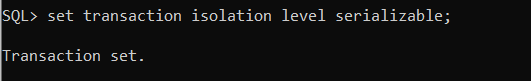 SQL> set transaction isolation level serializable;
Transaction set.